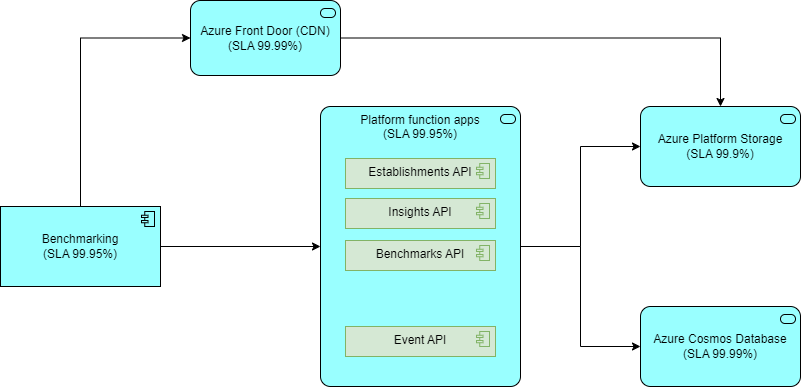 Azure Front Door (CDN)
(SLA 99.99%)
Platform function apps
(SLA 99.95%)
Establishments API
Insights API
Benchmarks API
Event API
Azure Platform Storage
(SLA 99.9%)
Benchmarking
(SLA 99.95%)
Azure Cosmos Database
(SLA 99.99%)